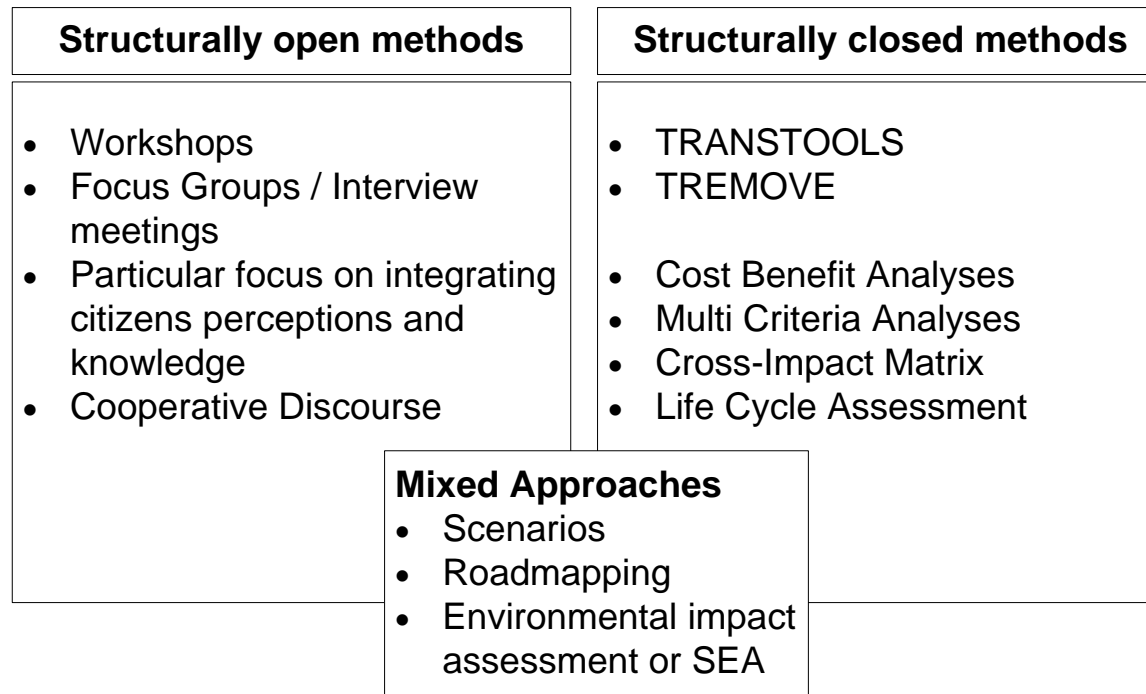 Structurally open methods
• Workshops
• Focus Groups / Interview
meetings
• Particular focus on integrating
citizens perceptions and
knowledge
• Cooperative Discourse
Structurally closed methods
• TRANSTOOLS
• TREMOVE
• Cost Benefit Analyses
• Multi Criteria Analyses
• Cross-Impact Matrix
• Life Cycle Assessment
Mixed Approaches
• Scenarios
• Roadmapping
• Environmental impact
assessment or SEA